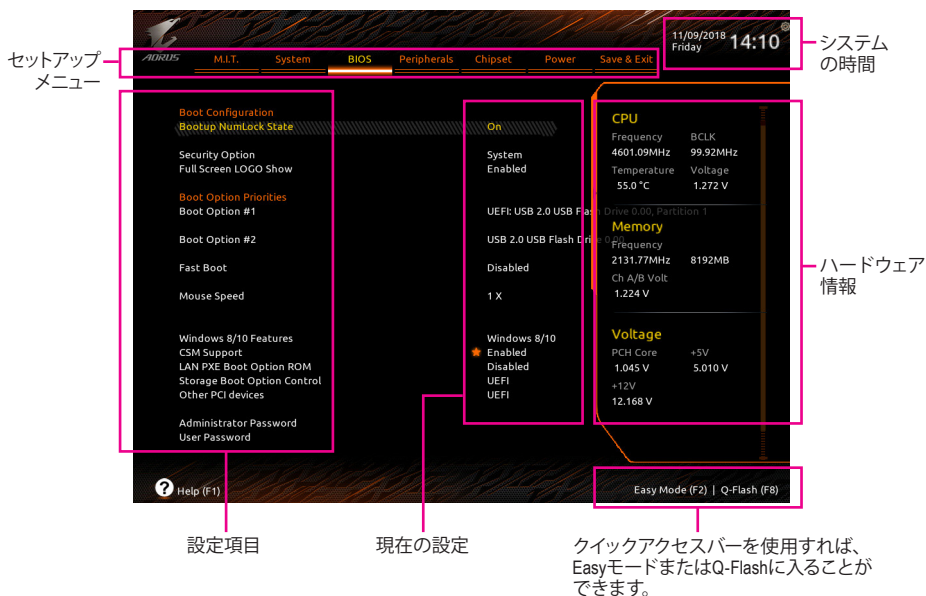 AORUS
M.I.T. System BIOS Peripherals Chipset Power Save & Exit
11/09/2018 14:10
Friday
セットアップ
メニュー
システム
の時間
Boot Configuration
Bootup NumLock State On
Security Option System
Full Screen LOGO Show Enabled
Boot Option Priorities
Boot Option #1 UEFI: USB 2.0 USB Flash Drive 0.00, Partition 1
Boot Option #2 USB 2.0 USB Flash Drive 0.00
Fast Boot Disabled
Mouse Speed 1 X
Windows 8/10 Features Windows 8/10
CSM Support Enabled
LAN PXE Boot Option ROM Disabled
Storage Boot Option Control UEFI
Other PCI devices UEFI
Administrator Password
User Password
CPU
Frequency BCLK
4601.09MHz 99.92MHz
Temperature Voltage
55.0 °C 1.272 V
Memory
Frequency
2131.77MHz 8192MB
Ch A/B Volt
1.224 V
Voltage
PCH Core +5V
1.045 V 5.010 V
+12V
12.168 V
ハードウェア
情報
? Help (F1)
Easy Mode (F2) | Q-Flash (F8)
設定項目
現在の設定
クイックアクセスバーを使用すれば、
EasyモードまたはQ-Flashに入ることが
できます。